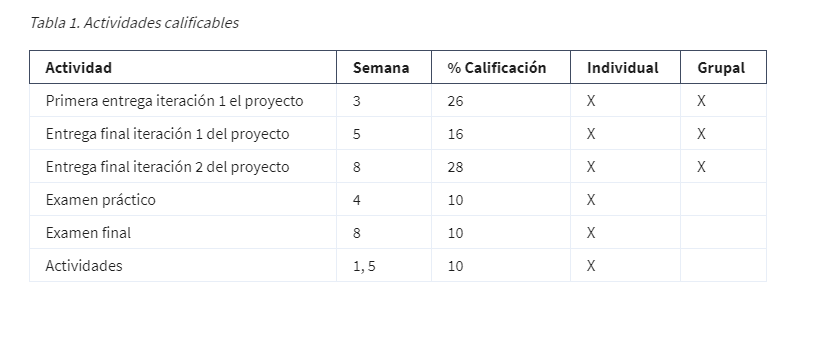 Tabla 1. Actividades calificables
Actividad Semana % Calificación Individual Grupal
Primera entrega iteración 1 el proyecto 3 26 X X
Entrega final iteración 1 del proyecto 5 16 X X
Entrega final iteración 2 del proyecto 8 28 X X
Examen práctico 4 10 X
Examen final 8 10 X
Actividades 1, 5 10 X